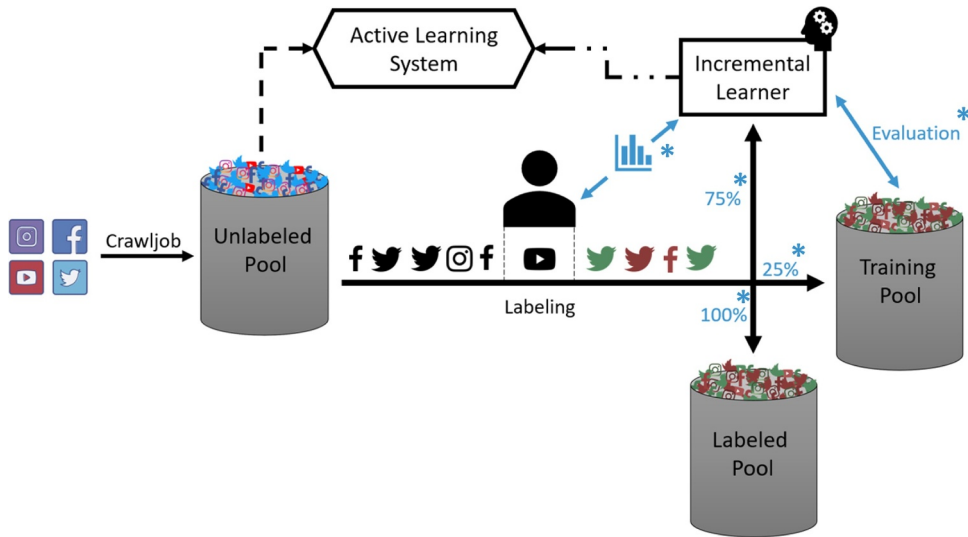 Active Learning
System
Incremental
Learner
Evaluation*
*
75%*
Crawljob
Unlabeled
Pool
Training
Pool
25%*
Labeling
100%*
Labeled
Pool